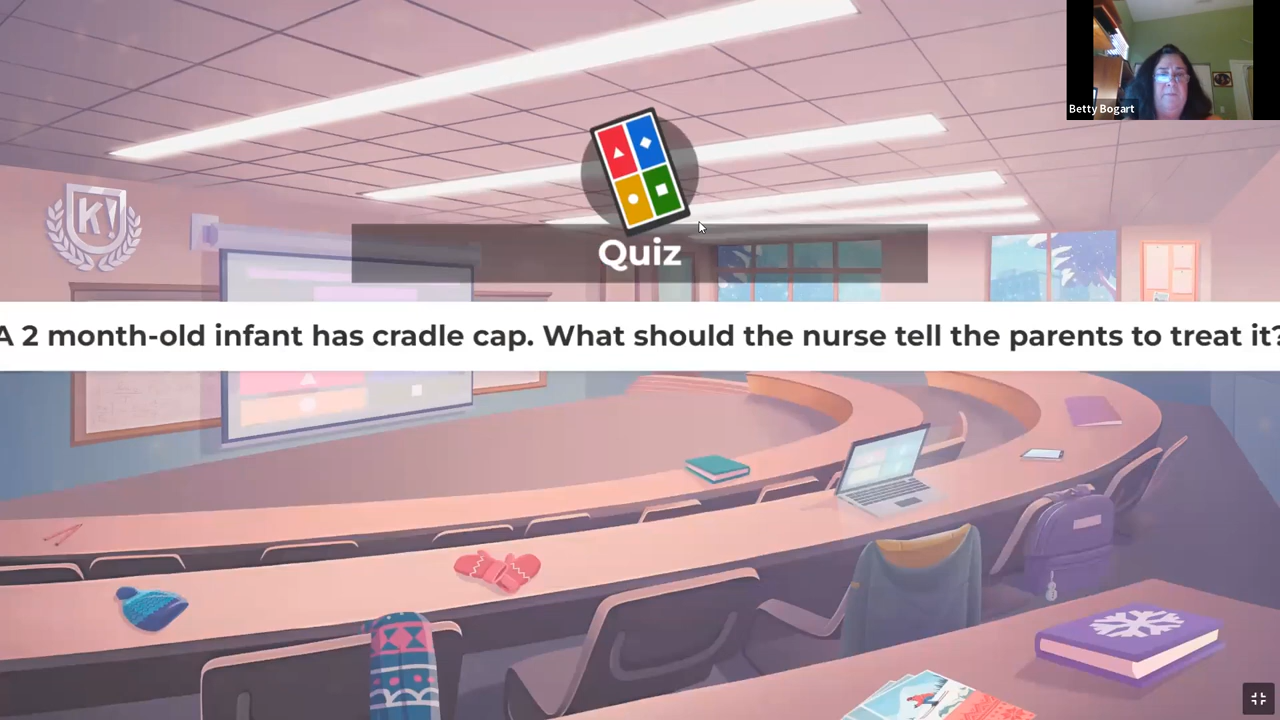 Betty Bogart
K!
Quiz
A 2 month-old infant has cradle cap. What should the nurse tell the parents to treat it?